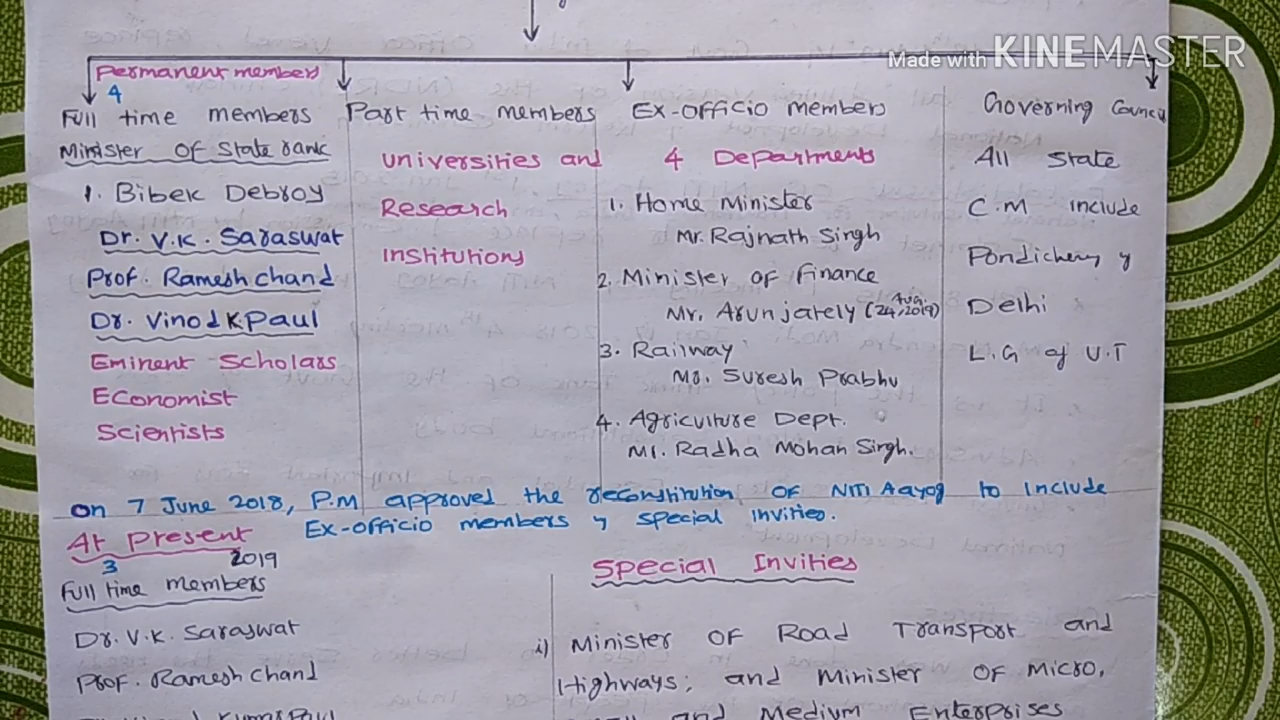 Made with KINEMASTER
Permanent members
4
Full time members
Minister of State rank
1. Bibek Debroy
Dr. V.K. Saraswat
Prof. Ramesh chand
Dr. Vinod K Paul
Eminent Scholars
Economist
Scientists
Part time members
Universities and
Research
Institutions
Ex-Officio members
4 Departments
1. Home Minister
Mr. Rajnath Singh
2. Minister of Finance
Mr. Arun jately (Aug 24, 2019)
3. Railway
Mr. Suresh Prabhu
4. Agriculture Dept.
Mr. Radha Mohan Singh.
Governing Council
All State
C.M include
Pondicherry &
Delhi
L.G of U.T
On 7 June 2018, P.M approved the reconstitution of NITI Aayog to include
Ex-Officio members & special invities.
At Present
3 2019
Full time members
Dr. V.K. Saraswat
Prof. Ramesh chand
Kumar Paul
Special Invities
i) Minister of Road Transport and
Highways; and Minister of Micro,
and Medium Enterprises